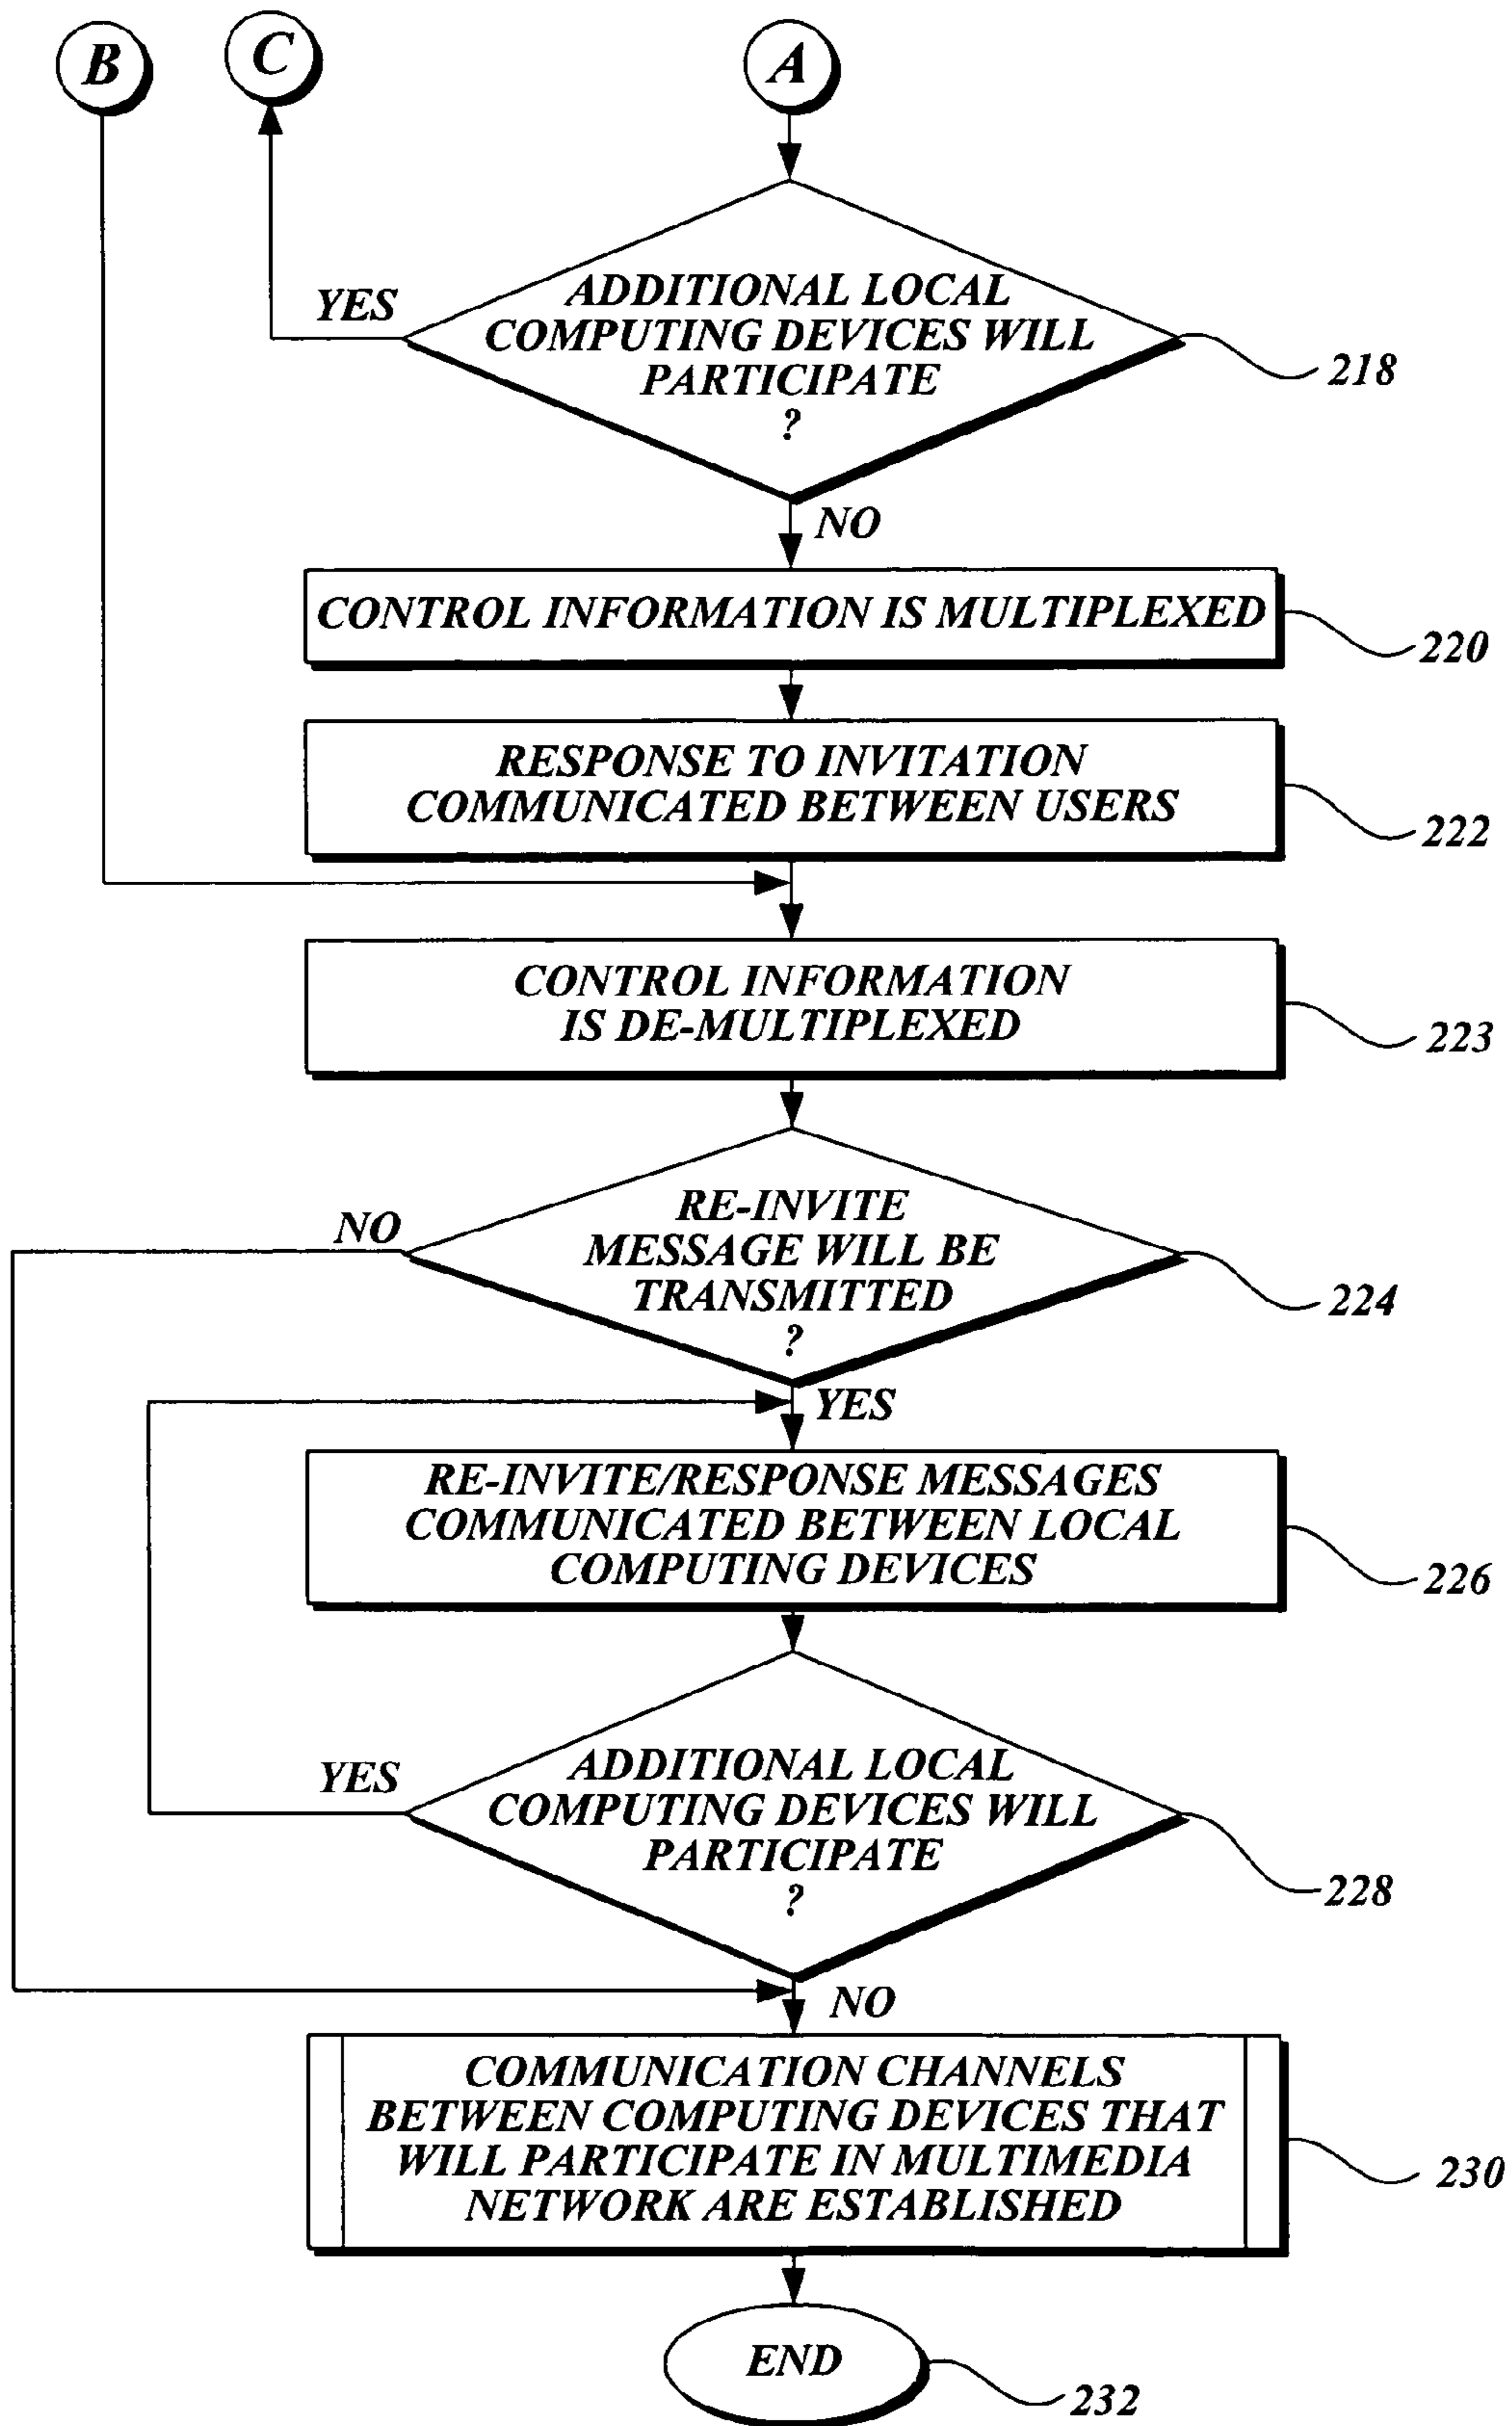 B
C
A
YES
ADDITIONAL LOCAL
COMPUTING DEVICES WILL
PARTICIPATE
?
218
NO
CONTROL INFORMATION IS MULTIPLEXED
220
RESPONSE TO INVITATION
COMMUNICATED BETWEEN USERS
222
CONTROL INFORMATION
IS DE-MULTIPLEXED
223
NO
RE-INVITE
MESSAGE WILL BE
TRANSMITTED
?
224
YES
RE-INVITE/RESPONSE MESSAGES
COMMUNICATED BETWEEN LOCAL
COMPUTING DEVICES
226
YES
ADDITIONAL LOCAL
COMPUTING DEVICES WILL
PARTICIPATE
?
228
NO
COMMUNICATION CHANNELS
BETWEEN COMPUTING DEVICES THAT
WILL PARTICIPATE IN MULTIMEDIA
NETWORK ARE ESTABLISHED
230
END
232